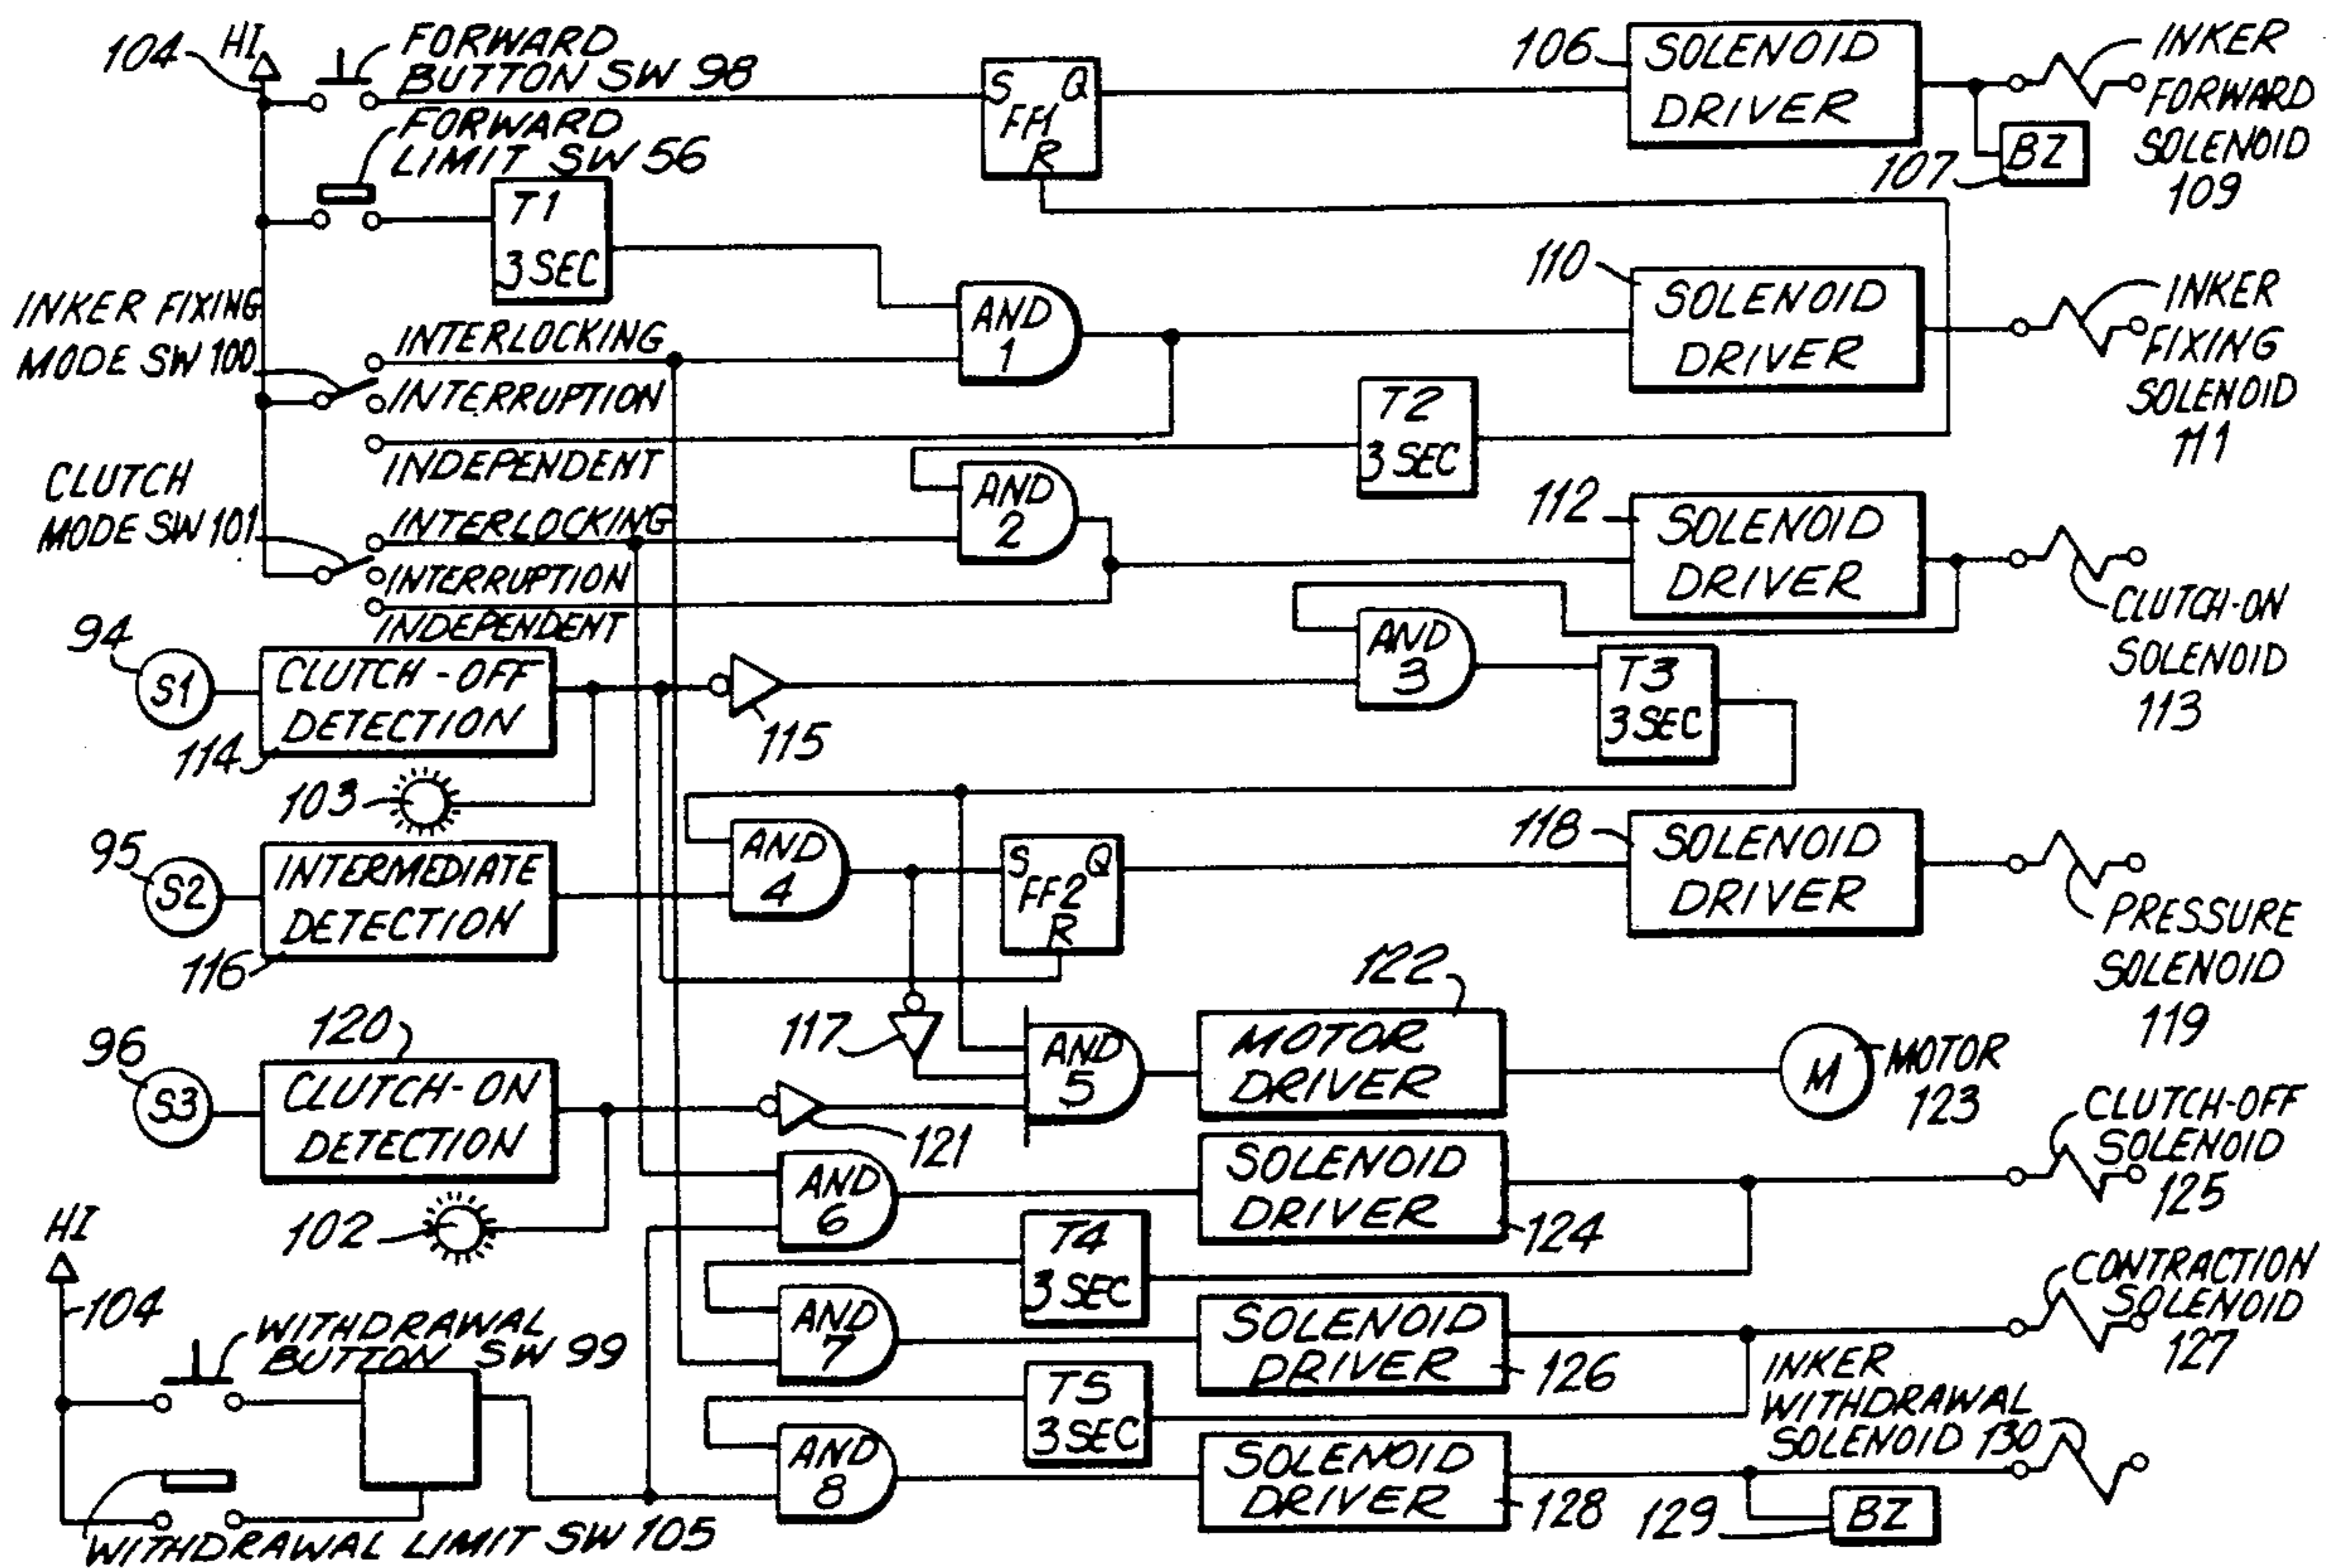 104
HI
FORWARD
BUTTON SW 98
S
Q
FF1
R
106
SOLENOID
DRIVER
INKER
FORWARD
SOLENOID
109
107
BZ
FORWARD
LIMIT SW 56
T1
3 SEC
INKER FIXING
MODE SW 100
INTERLOCKING
INTERRUPTION
INDEPENDENT
AND
1
110
SOLENOID
DRIVER
INKER
FIXING
SOLENOID
111
T2
3 SEC
CLUTCH
MODE SW 101
INTERLOCKING
INTERRUPTION
INDEPENDENT
AND
2
112
SOLENOID
DRIVER
CLUTCH-ON
SOLENOID
113
94
S1
CLUTCH-OFF
DETECTION
114
103
115
AND
3
T3
3 SEC
95
S2
INTERMEDIATE
DETECTION
116
AND
4
S
Q
FF2
R
118
SOLENOID
DRIVER
PRESSURE
SOLENOID
119
117
96
S3
120
CLUTCH-ON
DETECTION
102
121
AND
5
122
MOTOR
DRIVER
M
MOTOR
123
AND
6
SOLENOID
DRIVER
124
CLUTCH-OFF
SOLENOID
125
T4
3 SEC
AND
7
SOLENOID
DRIVER
126
CONTRACTION
SOLENOID
127
HI
104
WITHDRAWAL
BUTTON SW 99
T5
3 SEC
AND
8
SOLENOID
DRIVER
128
INKER
WITHDRAWAL
SOLENOID 130
129
BZ
WITHDRAWAL LIMIT SW 105